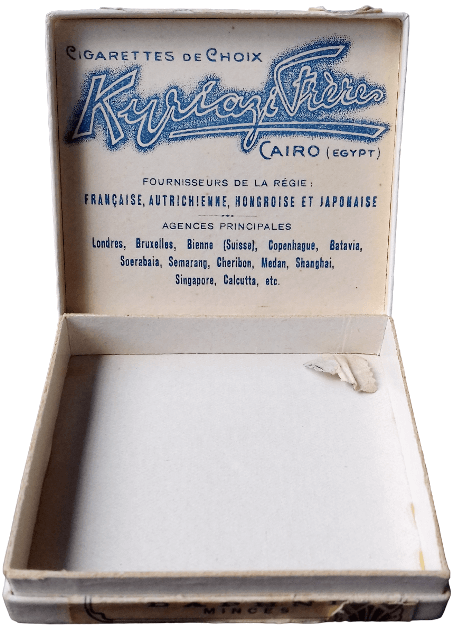 CIGARETTES DE CHOIX
Kyriazi Frères
CAIRO (EGYPT)
FOURNISSEURS DE LA RÉGIE:
FRANÇAISE, AUTRICHIENNE, HONGROISE ET JAPONAISE
AGENCES PRINCIPALES
Londres, Bruxelles, Bienne (Suisse), Copenhague, Batavia,
Soerabaia, Semarang, Cheribon, Medan, Shanghai,
Singapore, Calcutta, etc.
MINCES